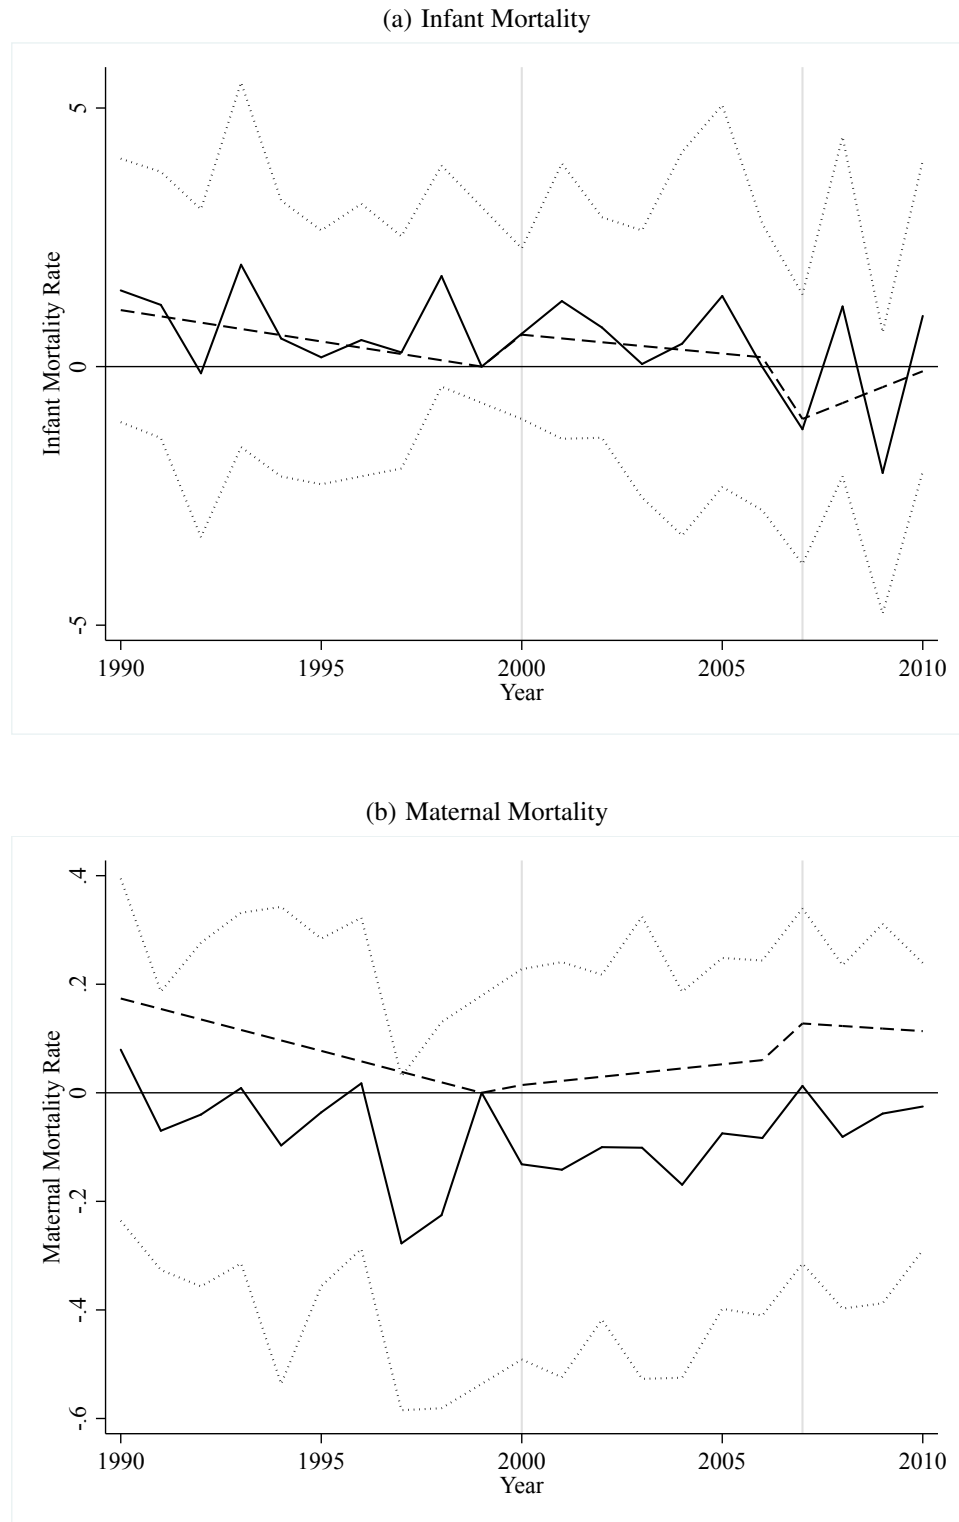 (a) Infant Mortality
Infant Mortality Rate
5
0
-5
1990 1995 2000 2005 2010
Year
(b) Maternal Mortality
Maternal Mortality Rate
.4
.2
0
-.2
-.4
-.6
1990 1995 2000 2005 2010
Year